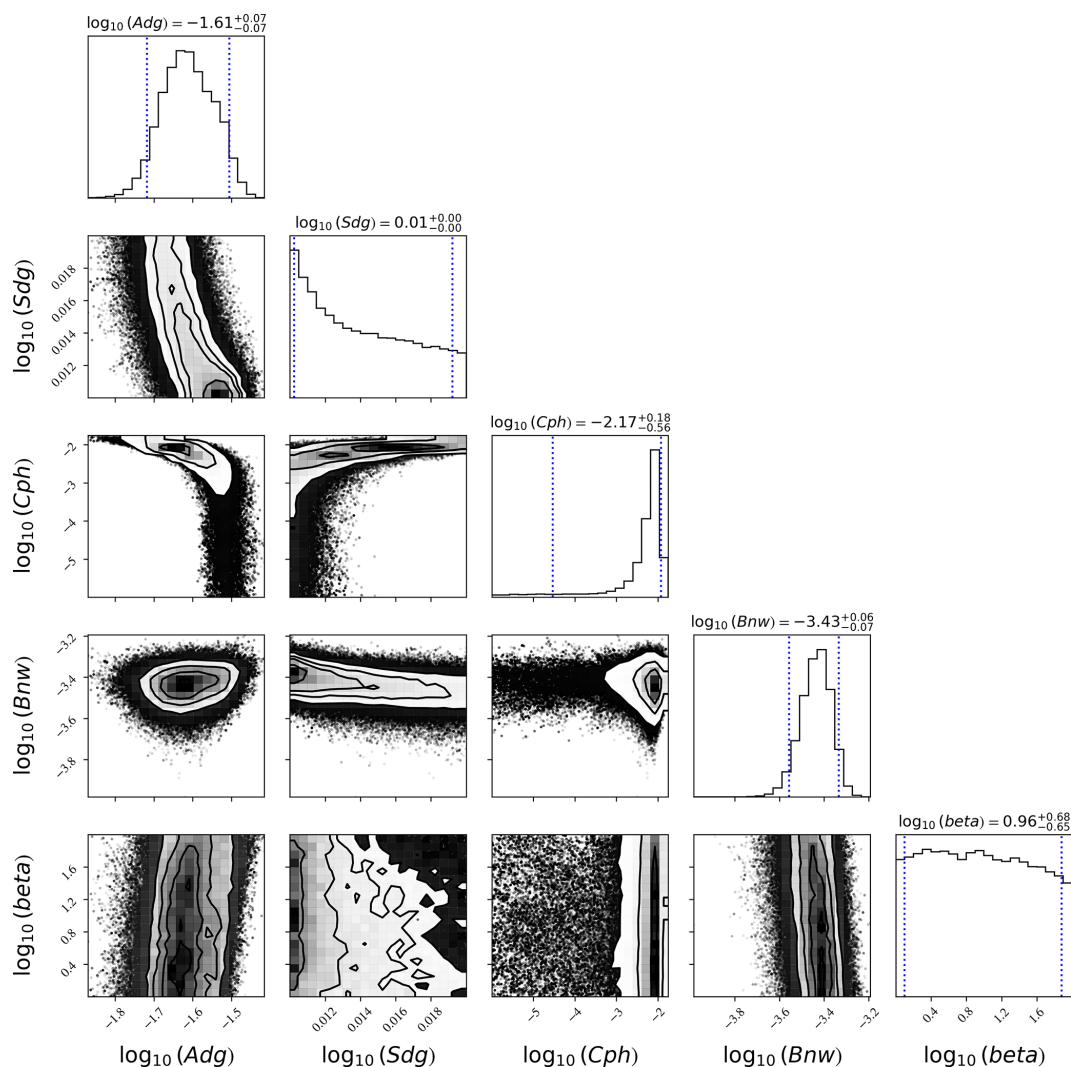 log₁₀ (Adg) = −1.61 +0.07 −0.07
log₁₀ (Sdg)
0.018
0.016
0.014
0.012
log₁₀ (Sdg) = 0.01 +0.00 −0.00
log₁₀ (Cph)
−2
−3
−4
−5
log₁₀ (Cph) = −2.17 +0.18 −0.56
log₁₀ (Bnw)
−3.2
−3.4
−3.6
−3.8
log₁₀ (Bnw) = −3.43 +0.06 −0.07
log₁₀ (beta)
1.6
1.2
0.8
0.4
log₁₀ (beta) = 0.96 +0.68 −0.65
−1.8 −1.7 −1.6 −1.5
0.012 0.014 0.016 0.018
−5 −4 −3 −2
−3.8 −3.6 −3.4 −3.2
0.4 0.8 1.2 1.6
log₁₀ (Adg)
log₁₀ (Sdg)
log₁₀ (Cph)
log₁₀ (Bnw)
log₁₀ (beta)